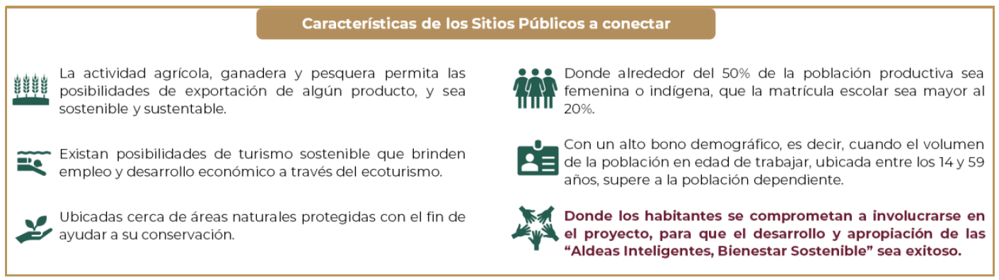 Características de los Sitios Públicos a conectar
La actividad agrícola, ganadera y pesquera permita las
posibilidades de exportación de algún producto, y sea
sostenible y sustentable.
Existan posibilidades de turismo sostenible que brinden
empleo y desarrollo económico a través del ecoturismo.
Ubicadas cerca de áreas naturales protegidas con el fin de
ayudar a su conservación.
Donde alrededor del 50% de la población productiva sea
femenina o indígena, que la matrícula escolar sea mayor al
20%.
Con un alto bono demográfico, es decir, cuando el volumen
de la población en edad de trabajar, ubicada entre los 14 y 59
años, supere a la población dependiente.
Donde los habitantes se comprometan a involucrarse en
el proyecto, para que el desarrollo y apropiación de las
“Aldeas Inteligentes, Bienestar Sostenible” sea exitoso.